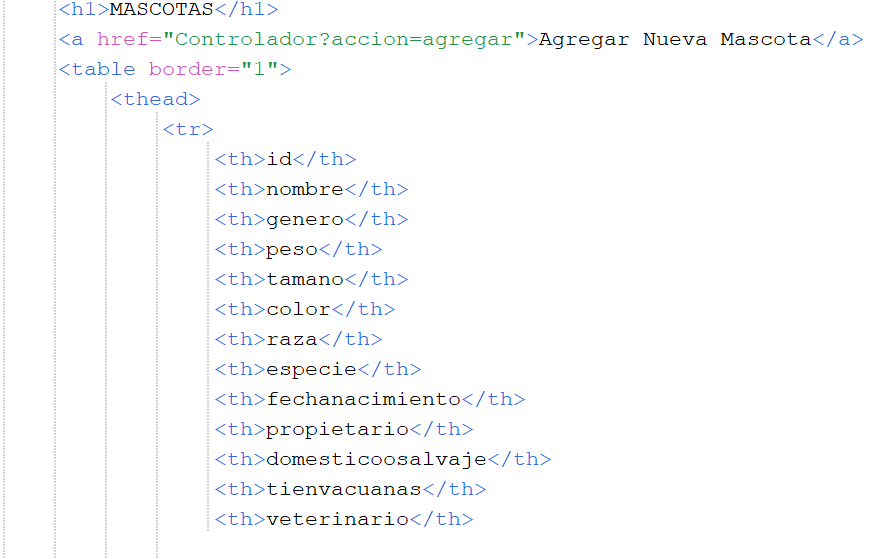 <h1>MASCOTAS</h1>
<a href="Controlador?accion=agregar">Agregar Nueva Mascota</a>
<table border="1">
<thead>
<tr>
<th>id</th>
<th>nombre</th>
<th>genero</th>
<th>peso</th>
<th>tamano</th>
<th>color</th>
<th>raza</th>
<th>especie</th>
<th>fechanacimiento</th>
<th>propietario</th>
<th>domesticoosalvaje</th>
<th>tienvacuanas</th>
<th>veterinario</th>